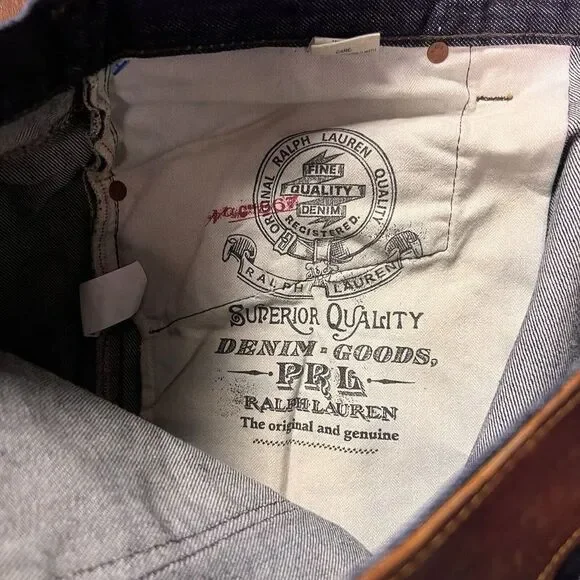 CARE
ORIGINAL RALPH LAUREN QUALITY
FINE
QUALITY
DENIM
REGISTERED.
RALPH LAUREN
SUPERIOR QUALITY
DENIM-GOODS,
PRL
RALPH LAUREN
The original and genuine